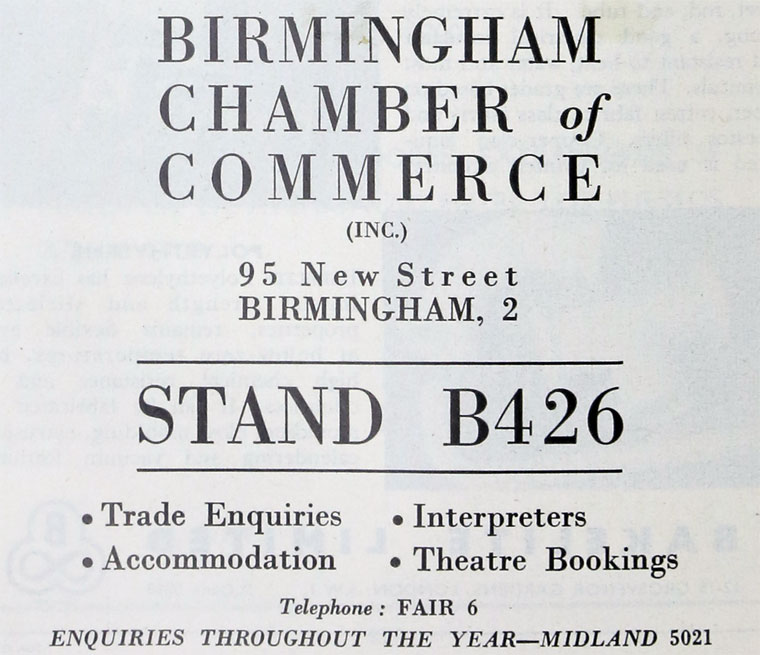 BIRMINGHAM
CHAMBER of
COMMERCE
(INC.)
95 New Street
BIRMINGHAM, 2
STAND B426
• Trade Enquiries • Interpreters
• Accommodation • Theatre Bookings
Telephone: FAIR 6
ENQUIRIES THROUGHOUT THE YEAR—MIDLAND 5021